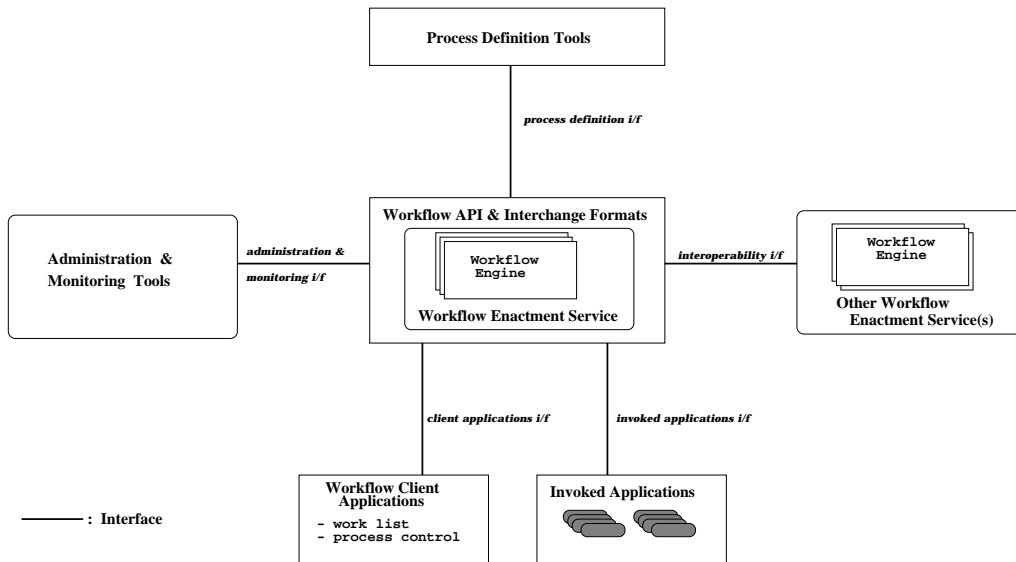 Process Definition Tools
process definition i/f
Workflow API & Interchange Formats
Workflow
Engine
Workflow Enactment Service
Administration &
Monitoring Tools
administration &
monitoring i/f
interoperability i/f
Workflow
Engine
Other Workflow
Enactment Service(s)
client applications i/f
invoked applications i/f
Workflow Client
Applications
- work list
- process control
Invoked Applications
: Interface